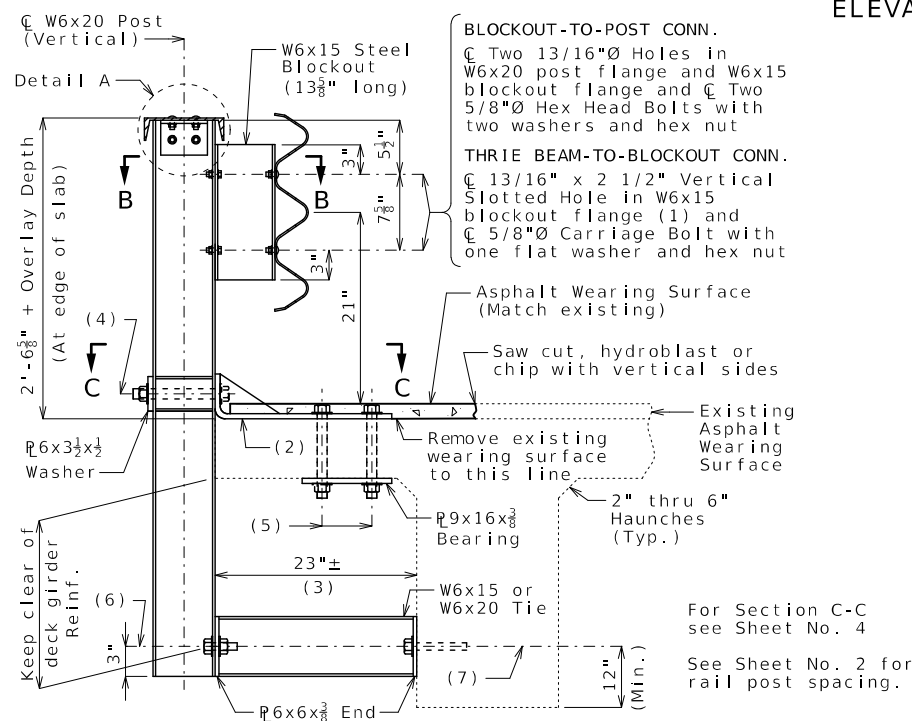 ELEVA
℄ W6x20 Post
(Vertical)
Detail A
W6x15 Steel
Blockout
(13⅝" long)
BLOCKOUT-TO-POST CONN.
℄ Two 13/16"Ø Holes in
W6x20 post flange and W6x15
blockout flange and ℄ Two
5/8"Ø Hex Head Bolts with
two washers and hex nut
THRIE BEAM-TO-BLOCKOUT CONN.
℄ 13/16" x 2 1/2" Vertical
Slotted Hole in W6x15
blockout flange (1) and
℄ 5/8"Ø Carriage Bolt with
one flat washer and hex nut
B
B
3"
5½"
7⅝"
3"
21"
2'-6⅝" + Overlay Depth
(At edge of slab)
(4)
C
C
Asphalt Wearing Surface
(Match existing)
Saw cut, hydroblast or
chip with vertical sides
Existing
Asphalt
Wearing
Surface
℄6x3½x½
Washer
(2)
Remove existing
wearing surface
to this line
(5)
℄9x16x⅜
Bearing
2" thru 6"
Haunches
(Typ.)
Keep clear of
deck girder
Reinf.
23"±
(3)
W6x15 or
W6x20 Tie
(6)
3"
(7)
12"
(Min.)
℄6x6x⅜ End
For Section C-C
see Sheet No. 4
See Sheet No. 2 for
rail post spacing.